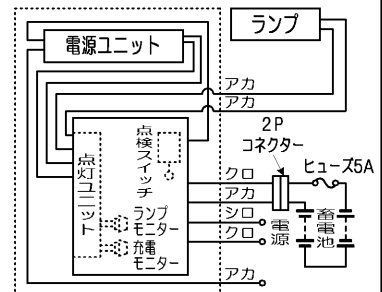 電源ユニット
ランプ
アカ
アカ
2P
コネクター
ヒューズ5A
点灯ユニット
点検スイッチ
クロ
アカ
シロ
クロ
ランプ
モニター
充電
モニター
電源
蓄電池
アカ